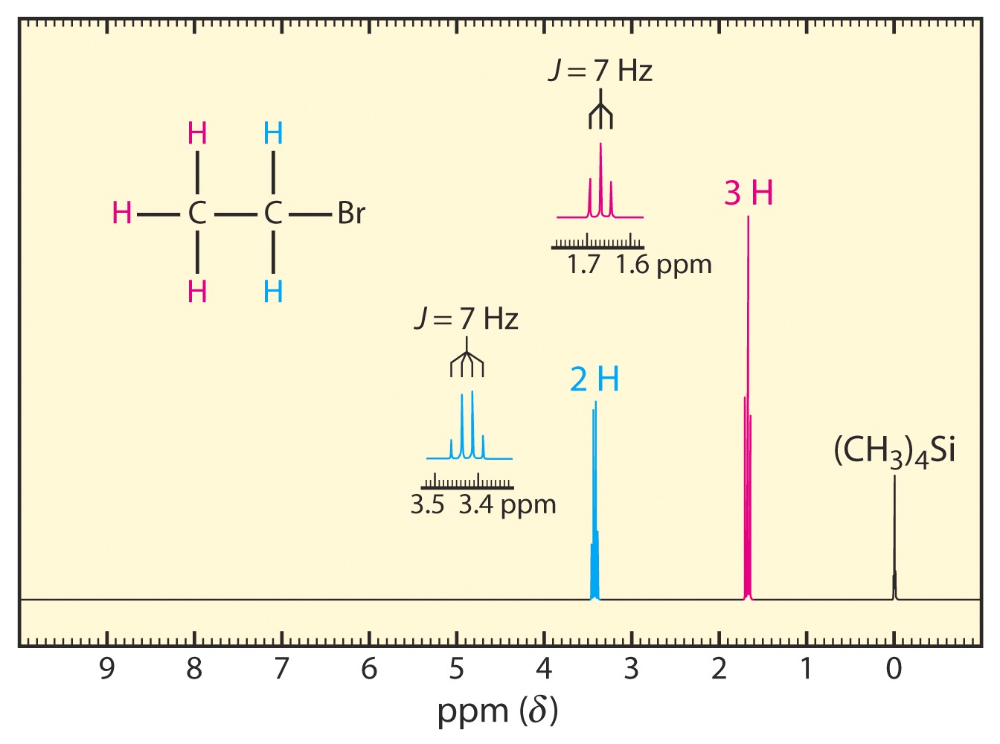 J = 7 Hz
H H
3 H
H C C Br
1.7 1.6 ppm
H H
J = 7 Hz
2 H
(CH₃)₄Si
3.5 3.4 ppm
9 8 7 6 5 4 3 2 1 0
ppm (δ)